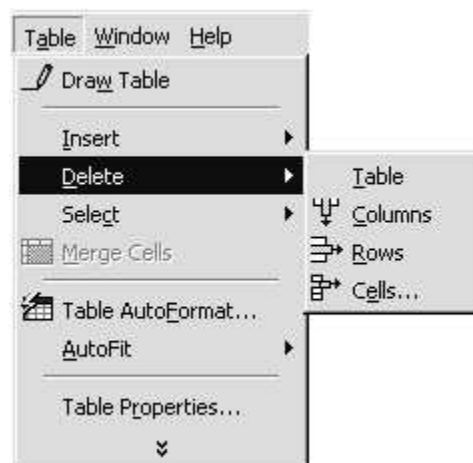 Table Window Help
Draw Table
Insert
Delete
Table
Select
Columns
Merge Cells
Rows
Cells...
Table AutoFormat...
AutoFit
Table Properties...